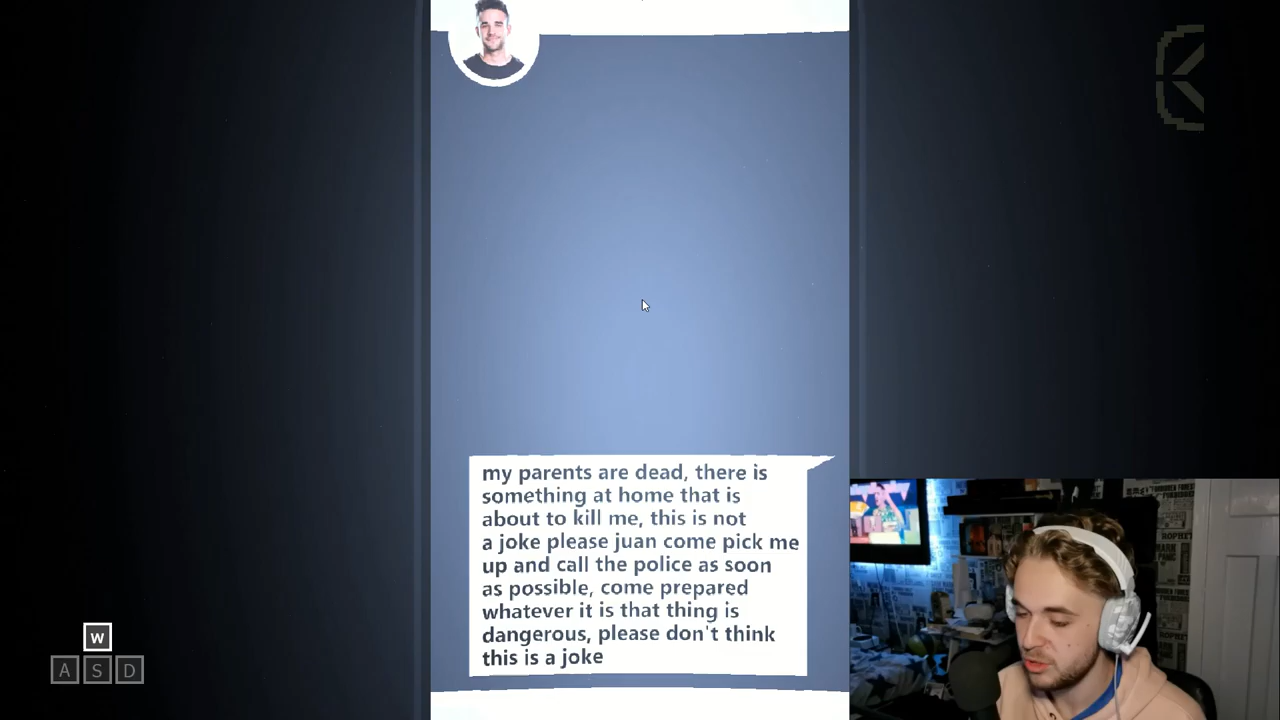 my parents are dead, there is
something at home that is
about to kill me, this is not
a joke please juan come pick me
up and call the police as soon
as possible, come prepared
whatever it is that thing is
dangerous, please don't think
this is a joke
W
A S D